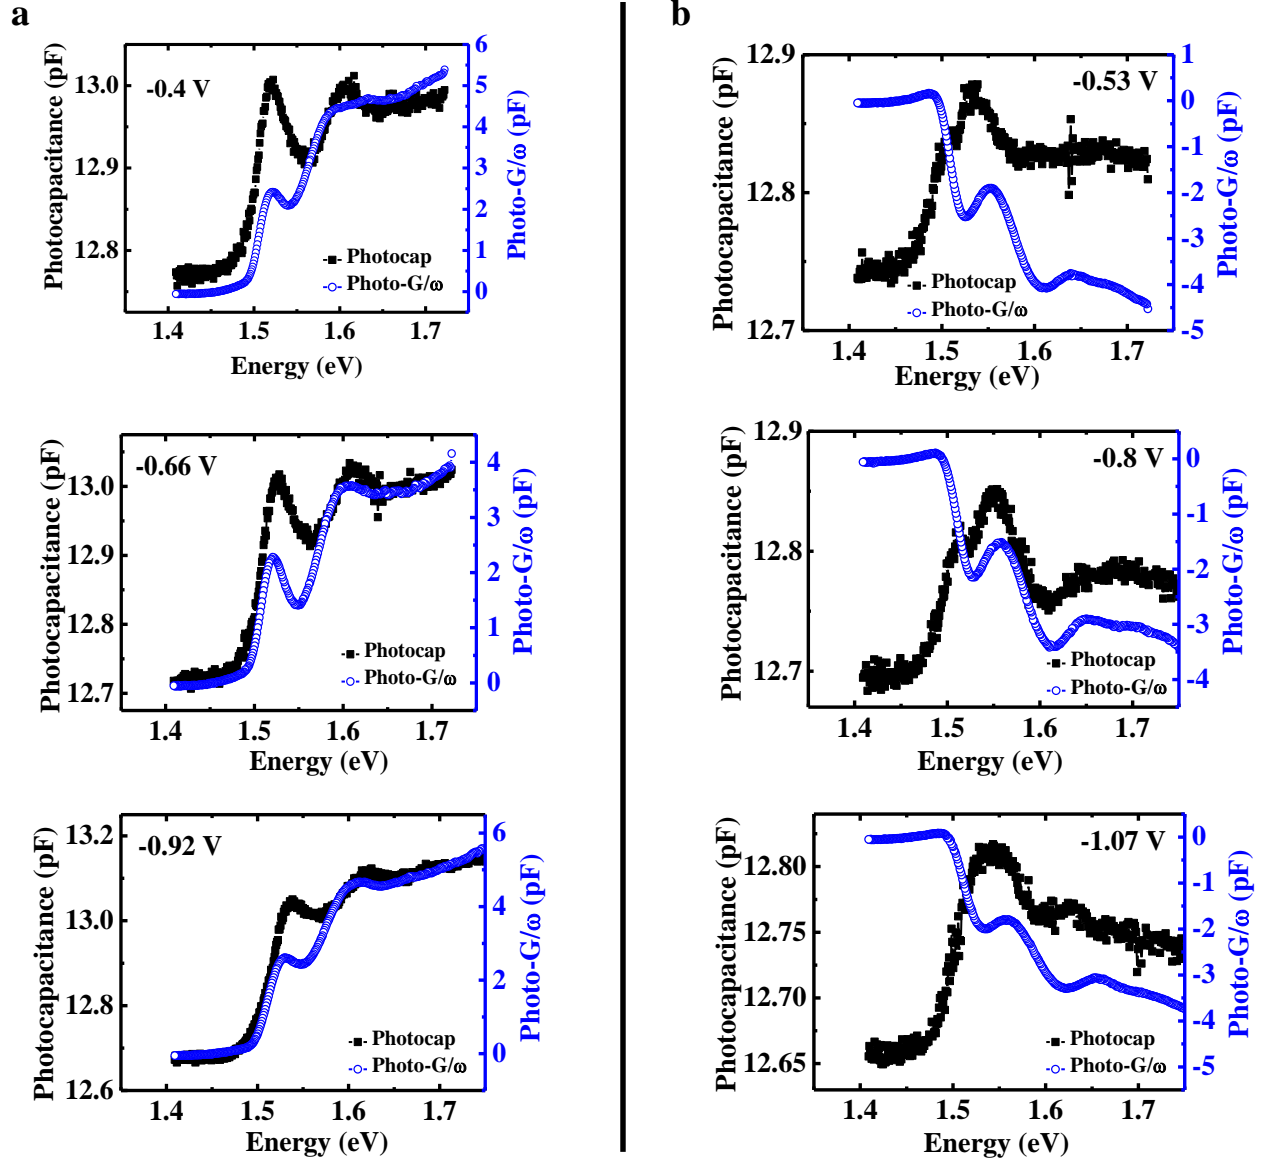 a
-0.4 V
Photocapacitance (pF)
13.0
12.9
12.8
6
5
4
3
2
1
0
Photo-G/ω (pF)
Photocap
Photo-G/ω
1.4 1.5 1.6 1.7
Energy (eV)
-0.66 V
Photocapacitance (pF)
13.0
12.9
12.8
12.7
4
3
2
1
0
Photo-G/ω (pF)
Photocap
Photo-G/ω
1.4 1.5 1.6 1.7
Energy (eV)
-0.92 V
Photocapacitance (pF)
13.2
13.0
12.8
12.6
6
4
2
0
Photo-G/ω (pF)
Photocap
Photo-G/ω
1.4 1.5 1.6 1.7
Energy (eV)
b
-0.53 V
Photocapacitance (pF)
12.9
12.8
12.7
1
0
-1
-2
-3
-4
-5
Photo-G/ω (pF)
Photocap
Photo-G/ω
1.4 1.5 1.6 1.7
Energy (eV)
-0.8 V
Photocapacitance (pF)
12.9
12.8
12.7
0
-1
-2
-3
-4
Photo-G/ω (pF)
Photocap
Photo-G/ω
1.4 1.5 1.6 1.7
Energy (eV)
-1.07 V
Photocapacitance (pF)
12.80
12.75
12.70
12.65
0
-1
-2
-3
-4
-5
Photo-G/ω (pF)
Photocap
Photo-G/ω
1.4 1.5 1.6 1.7
Energy (eV)